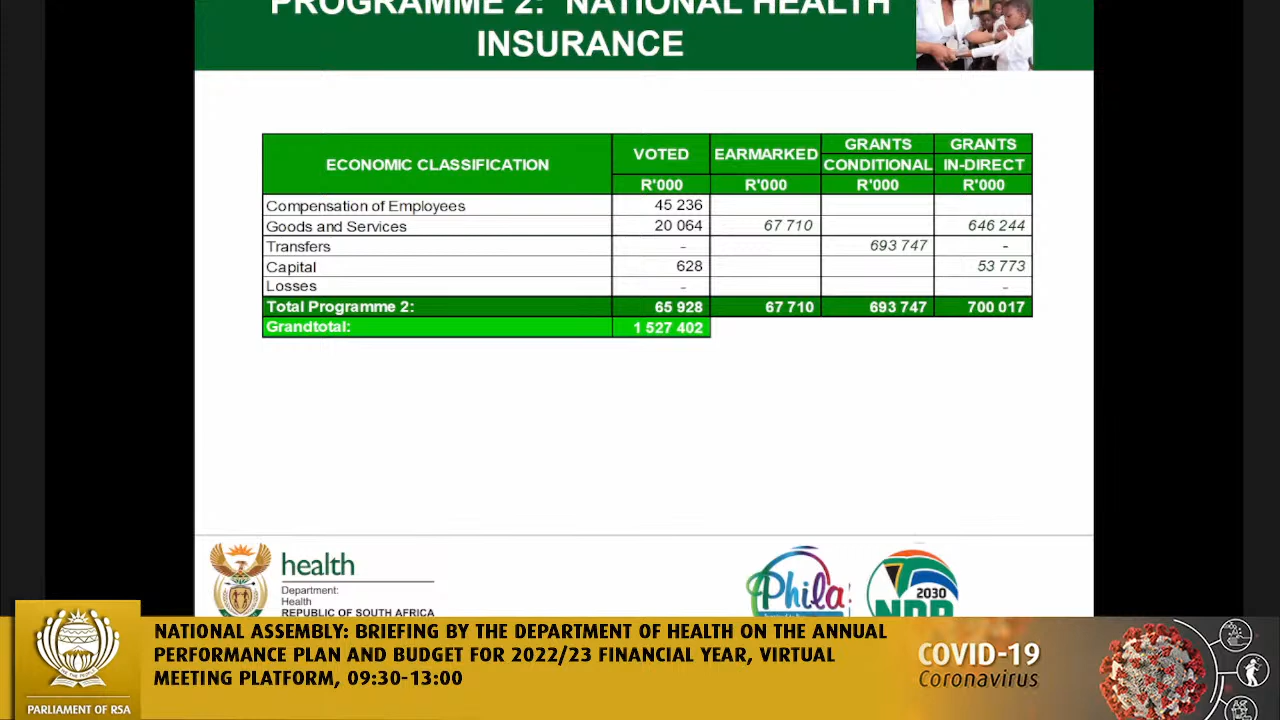 PROGRAMME 2: NATIONAL HEALTH
INSURANCE
ECONOMIC CLASSIFICATION VOTED EARMARKED GRANTS CONDITIONAL GRANTS IN-DIRECT
R'000 R'000 R'000 R'000
Compensation of Employees 45 236
Goods and Services 20 064 67 710 646 244
Transfers - 693 747 -
Capital 628 53 773
Losses - -
Total Programme 2: 65 928 67 710 693 747 700 017
Grandtotal: 1 527 402
health
Department:
Health
REPUBLIC OF SOUTH AFRICA
Phila
2030
NDP
NATIONAL ASSEMBLY: BRIEFING BY THE DEPARTMENT OF HEALTH ON THE ANNUAL
PERFORMANCE PLAN AND BUDGET FOR 2022/23 FINANCIAL YEAR, VIRTUAL
MEETING PLATFORM, 09:30-13:00
PARLIAMENT OF RSA
COVID-19
Coronavirus